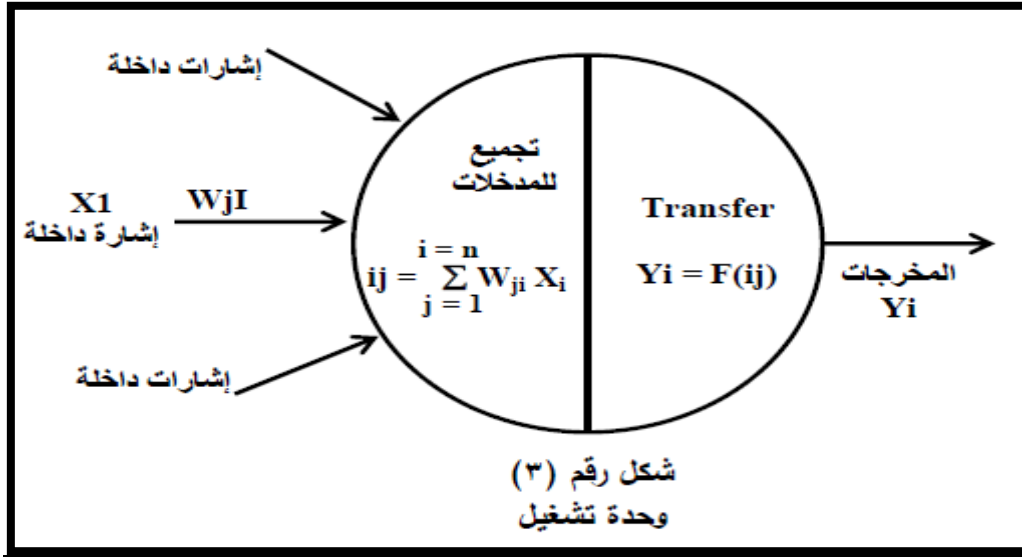 إشارات داخلة
تجميع
للمدخلات
X1
إشارة داخلة
WjI
i = n
ij = Σ Wji Xi
j = 1
Transfer
Yi = F(ij)
المخرجات
Yi
إشارات داخلة
شكل رقم (٣)
وحدة تشغيل